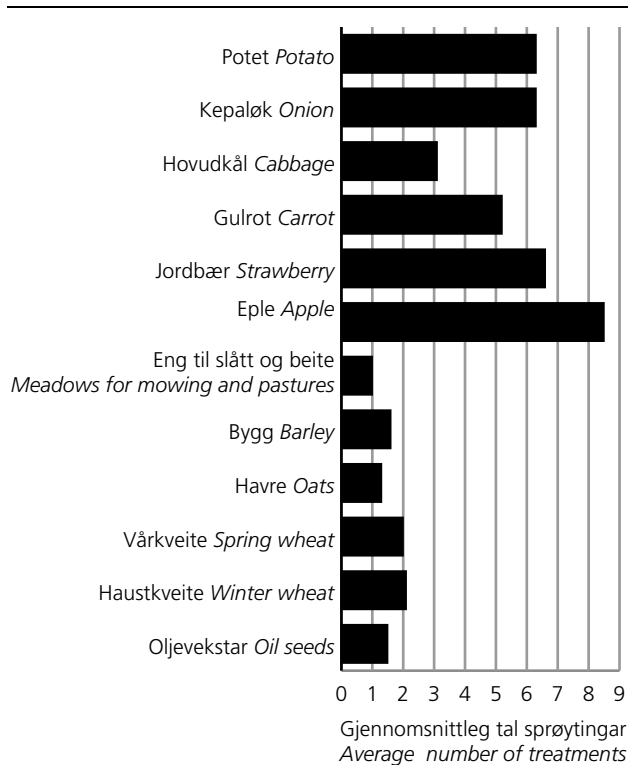 Potet Potato
Kepaløk Onion
Hovudkål Cabbage
Gulrot Carrot
Jordbær Strawberry
Eple Apple
Eng til slått og beite
Meadows for mowing and pastures
Bygg Barley
Havre Oats
Vårkveite Spring wheat
Haustkveite Winter wheat
Oljevekstar Oil seeds
0 1 2 3 4 5 6 7 8 9
Gjennomsnittleg tal sprøytingar
Average number of treatments